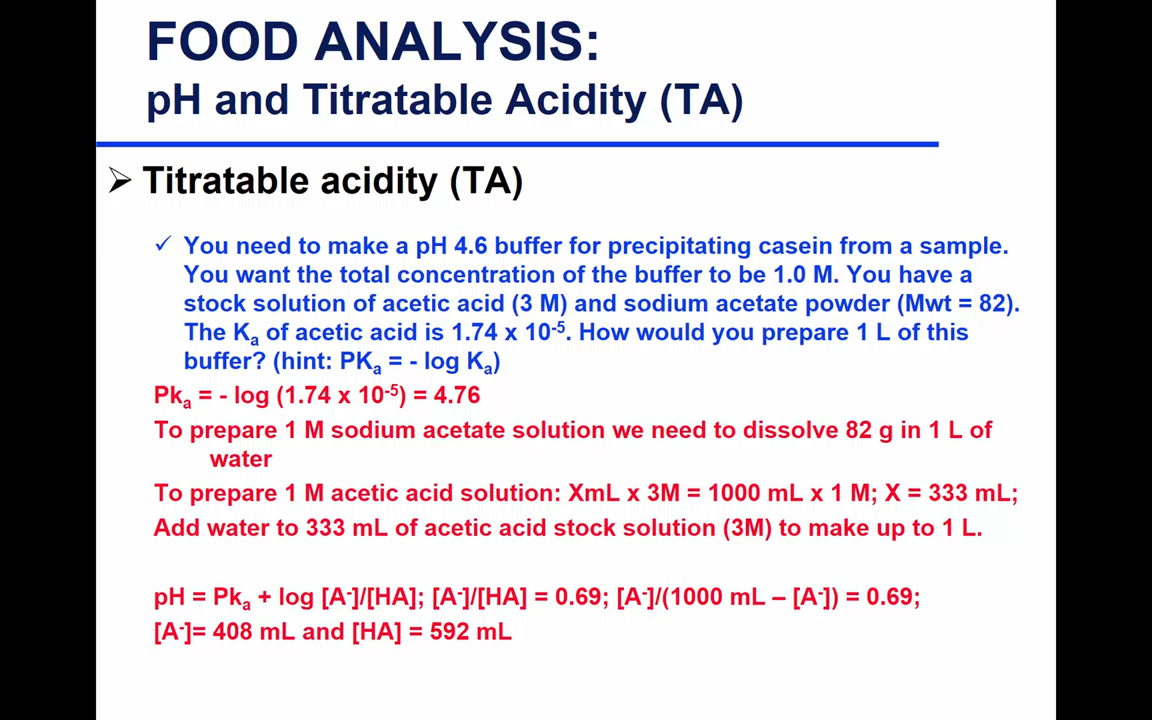 FOOD ANALYSIS:
pH and Titratable Acidity (TA)
➢ Titratable acidity (TA)
✓ You need to make a pH 4.6 buffer for precipitating casein from a sample.
You want the total concentration of the buffer to be 1.0 M. You have a
stock solution of acetic acid (3 M) and sodium acetate powder (Mwt = 82).
The Kₐ of acetic acid is 1.74 x 10⁻⁵. How would you prepare 1 L of this
buffer? (hint: PKₐ = - log Kₐ)
Pkₐ = - log (1.74 x 10⁻⁵) = 4.76
To prepare 1 M sodium acetate solution we need to dissolve 82 g in 1 L of
water
To prepare 1 M acetic acid solution: XmL x 3M = 1000 mL x 1 M; X = 333 mL;
Add water to 333 mL of acetic acid stock solution (3M) to make up to 1 L.
pH = Pkₐ + log [A⁻]/[HA]; [A⁻]/[HA] = 0.69; [A⁻]/(1000 mL – [A⁻]) = 0.69;
[A⁻]= 408 mL and [HA] = 592 mL